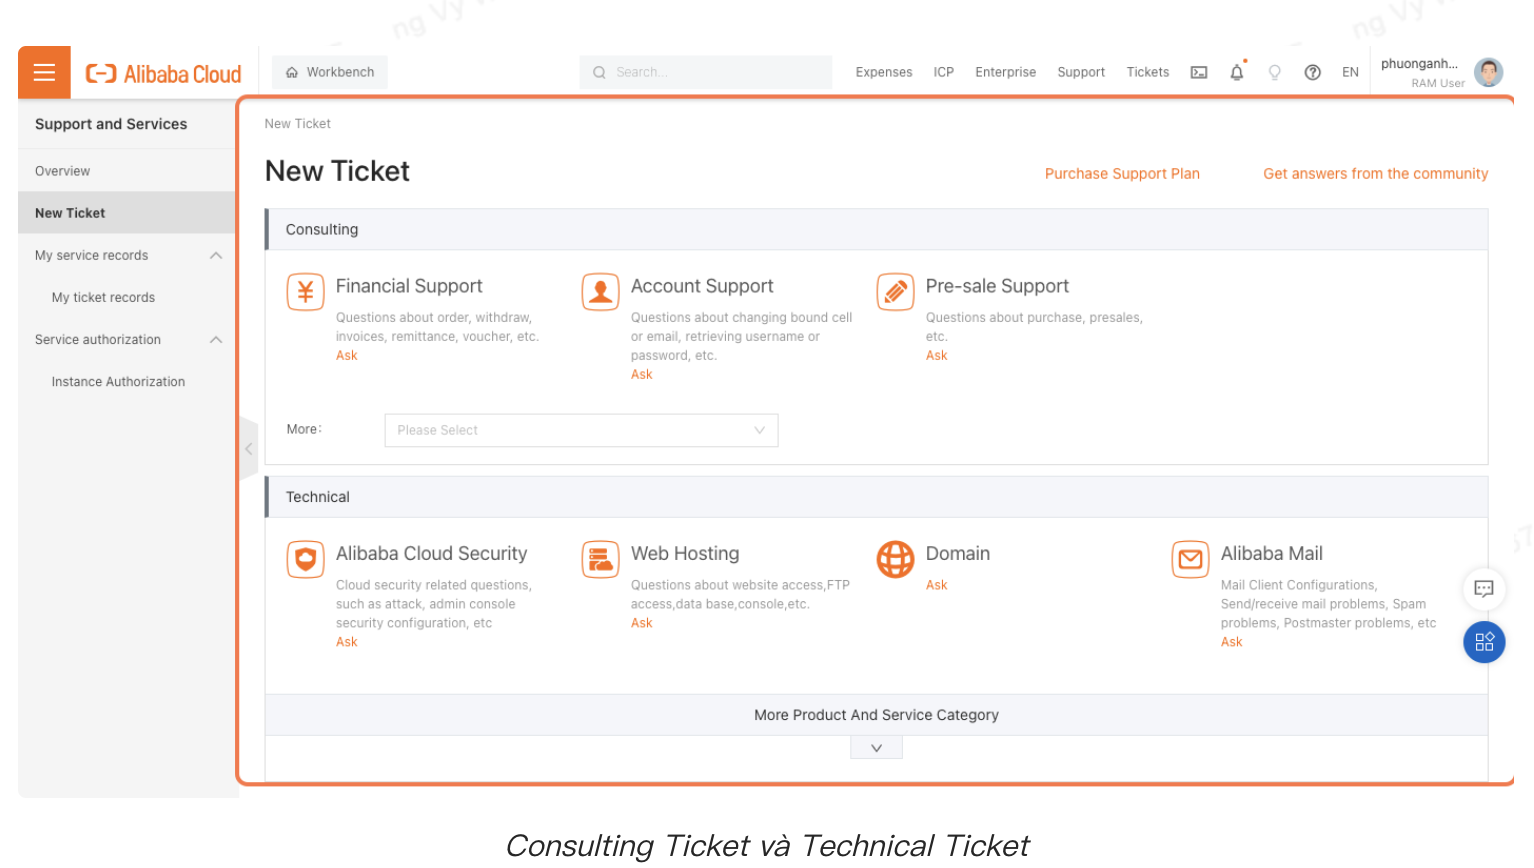 ng Vy
ng Vy
Alibaba Cloud
Workbench
Search...
Expenses
ICP
Enterprise
Support
Tickets
EN
phuonganh...
RAM User
Support and Services
Overview
New Ticket
My service records
My ticket records
Service authorization
Instance Authorization
New Ticket
New Ticket
Purchase Support Plan
Get answers from the community
Consulting
Financial Support
Questions about order, withdraw,
invoices, remittance, voucher, etc.
Ask
Account Support
Questions about changing bound cell
or email, retrieving username or
password, etc.
Ask
Pre-sale Support
Questions about purchase, presales,
etc.
Ask
More:
Please Select
Technical
Alibaba Cloud Security
Cloud security related questions,
such as attack, admin console
security configuration, etc
Ask
Web Hosting
Questions about website access,FTP
access,data base,console,etc.
Ask
Domain
Ask
Alibaba Mail
Mail Client Configurations,
Send/receive mail problems, Spam
problems, Postmaster problems, etc
Ask
More Product And Service Category
Consulting Ticket và Technical Ticket